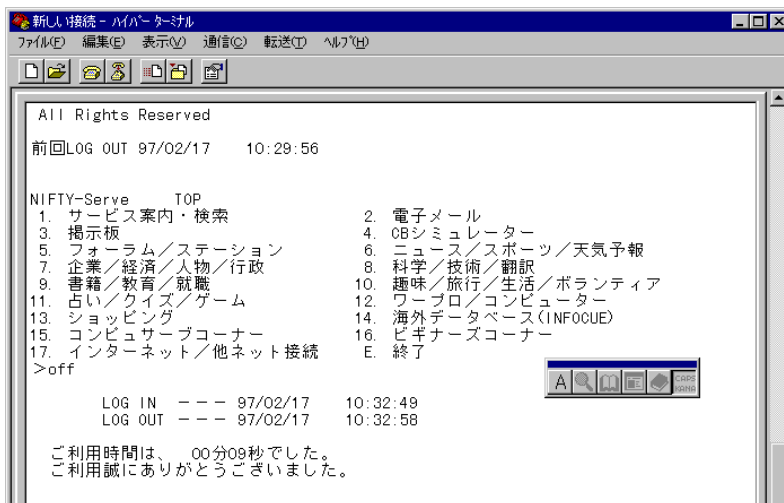 新しい接続 - ﾊｲﾊﾟｰ ﾀｰﾐﾅﾙ
ﾌｧｲﾙ(F) 編集(E) 表示(V) 通信(C) 転送(T) ﾍﾙﾌﾟ(H)
All Rights Reserved
前回LOG OUT 97/02/17 10:29:56
NIFTY-Serve TOP
1. サービス案内・検索 2. 電子メール
3. 掲示板 4. CBシミュレーター
5. フォーラム／ステーション 6. ニュース／スポーツ／天気予報
7. 企業／経済／人物／行政 8. 科学／技術／翻訳
9. 書籍／教育／就職 10. 趣味／旅行／生活／ボランティア
11. 占い／クイズ／ゲーム 12. ワープロ／コンピューター
13. ショッピング 14. 海外データベース(INFOCUE)
15. コンピュサーブコーナー 16. ビギナーズコーナー
17. インターネット／他ネット接続 E. 終了
>off
A CAPS
KANA
LOG IN －－－ 97/02/17 10:32:49
LOG OUT －－－ 97/02/17 10:32:58
ご利用時間は、 00分09秒でした。
ご利用誠にありがとうございました。